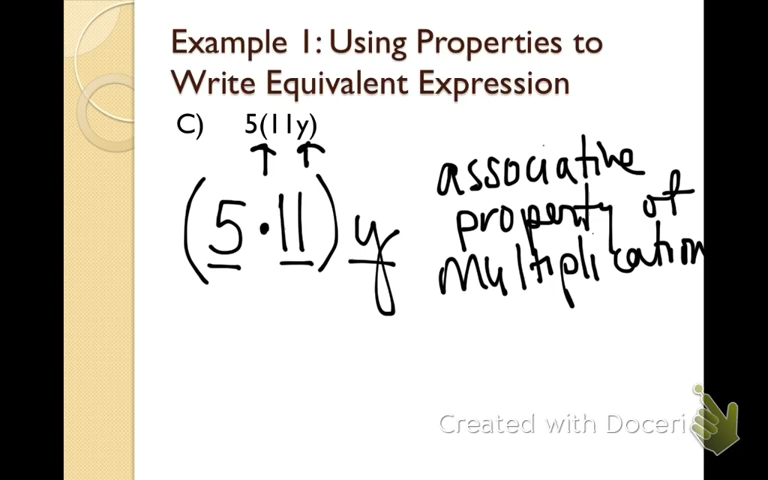 Example 1: Using Properties to
Write Equivalent Expression
C) 5(11y)
(5·11)y
associative
property of
multiplication
Created with Doceri